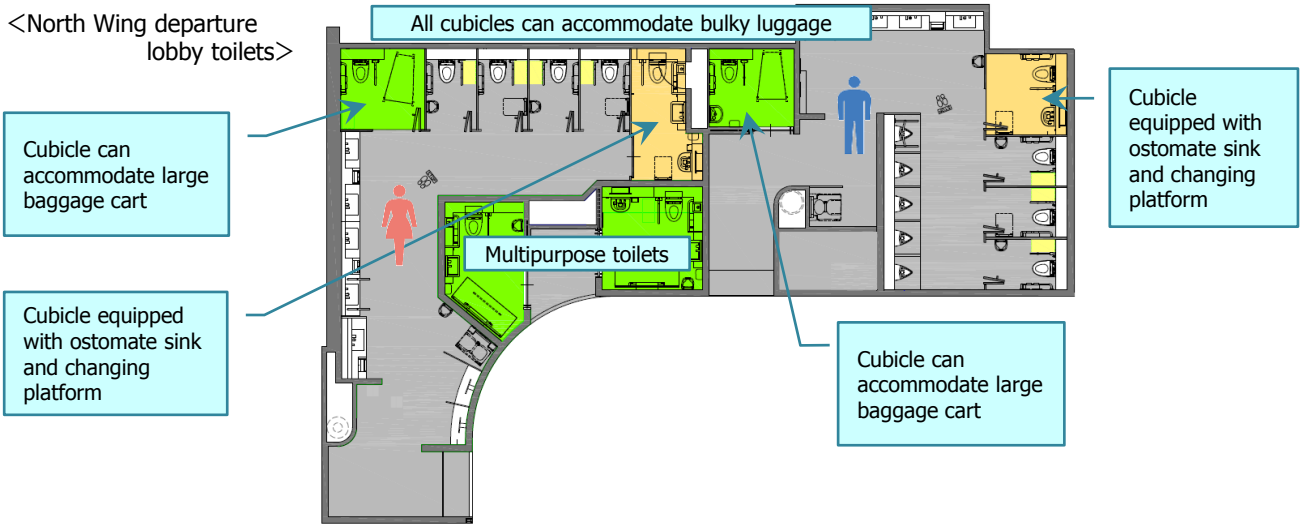 <North Wing departure
lobby toilets>
All cubicles can accommodate bulky luggage
Cubicle can
accommodate large
baggage cart
Cubicle equipped
with ostomate sink
and changing
platform
Multipurpose toilets
Cubicle can
accommodate large
baggage cart
Cubicle
equipped with
ostomate sink
and changing
platform